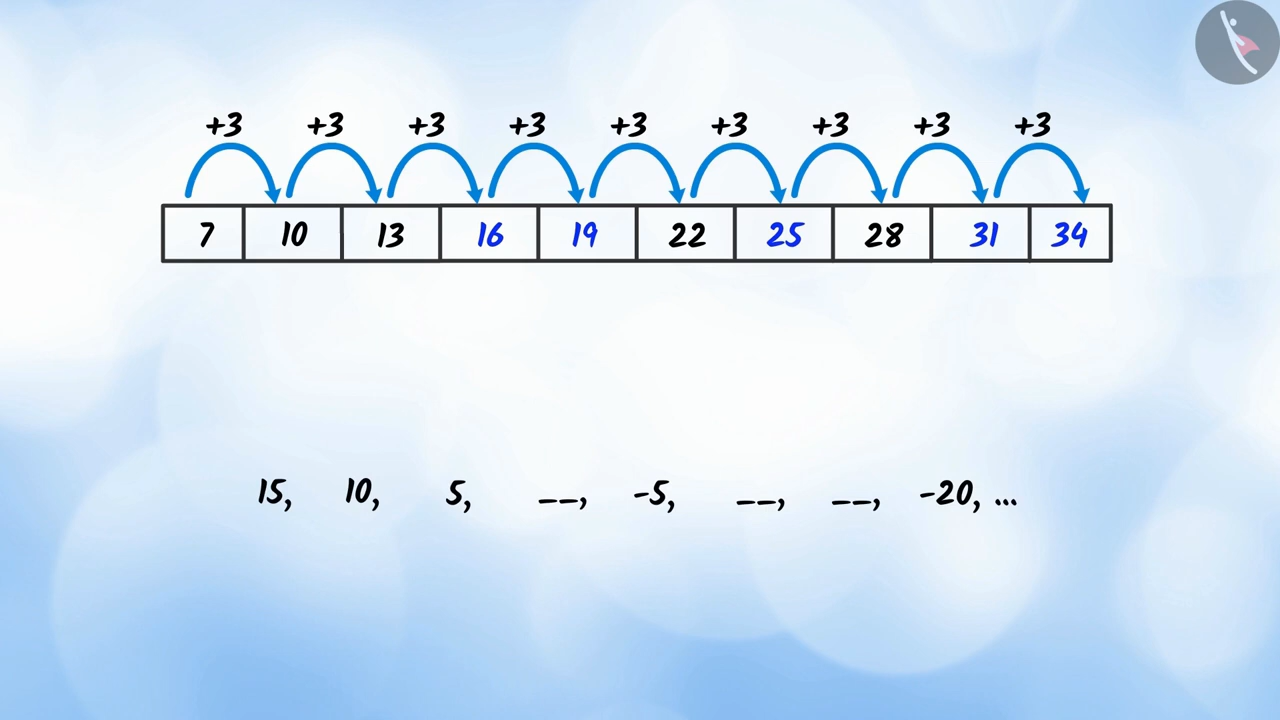 +3 +3 +3 +3 +3 +3 +3 +3 +3
7 10 13 16 19 22 25 28 31 34
15, 10, 5, __, -5, __, __, -20, ...